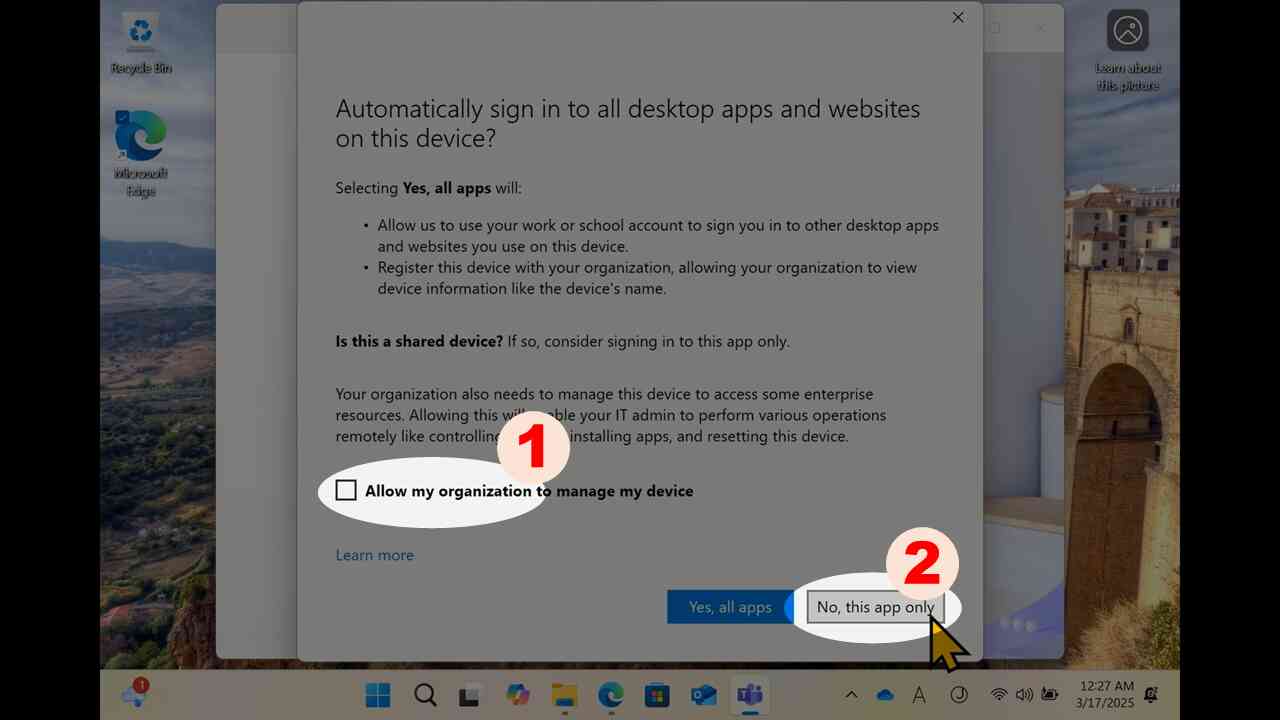 Recycle Bin
Microsoft
Edge
Learn about
this picture
Automatically sign in to all desktop apps and websites
on this device?
Selecting Yes, all apps will:
• Allow us to use your work or school account to sign you in to other desktop apps
and websites you use on this device.
• Register this device with your organization, allowing your organization to view
device information like the device's name.
Is this a shared device? If so, consider signing in to this app only.
Your organization also needs to manage this device to access some enterprise
resources. Allowing this will your IT admin to perform various operations
remotely like controlling installing apps, and resetting this device.
1
Allow my organization to manage my device
Learn more
2
Yes, all apps
No, this app only
1
A
12:27 AM
3/17/2025